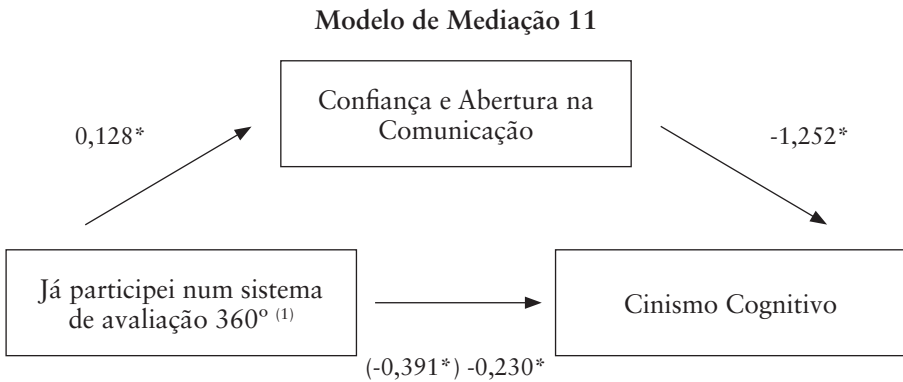 Modelo de Mediação 11
Confiança e Abertura na
Comunicação
0,128*
-1,252*
Já participei num sistema
de avaliação 360º (1)
Cinismo Cognitivo
(-0,391*) -0,230*